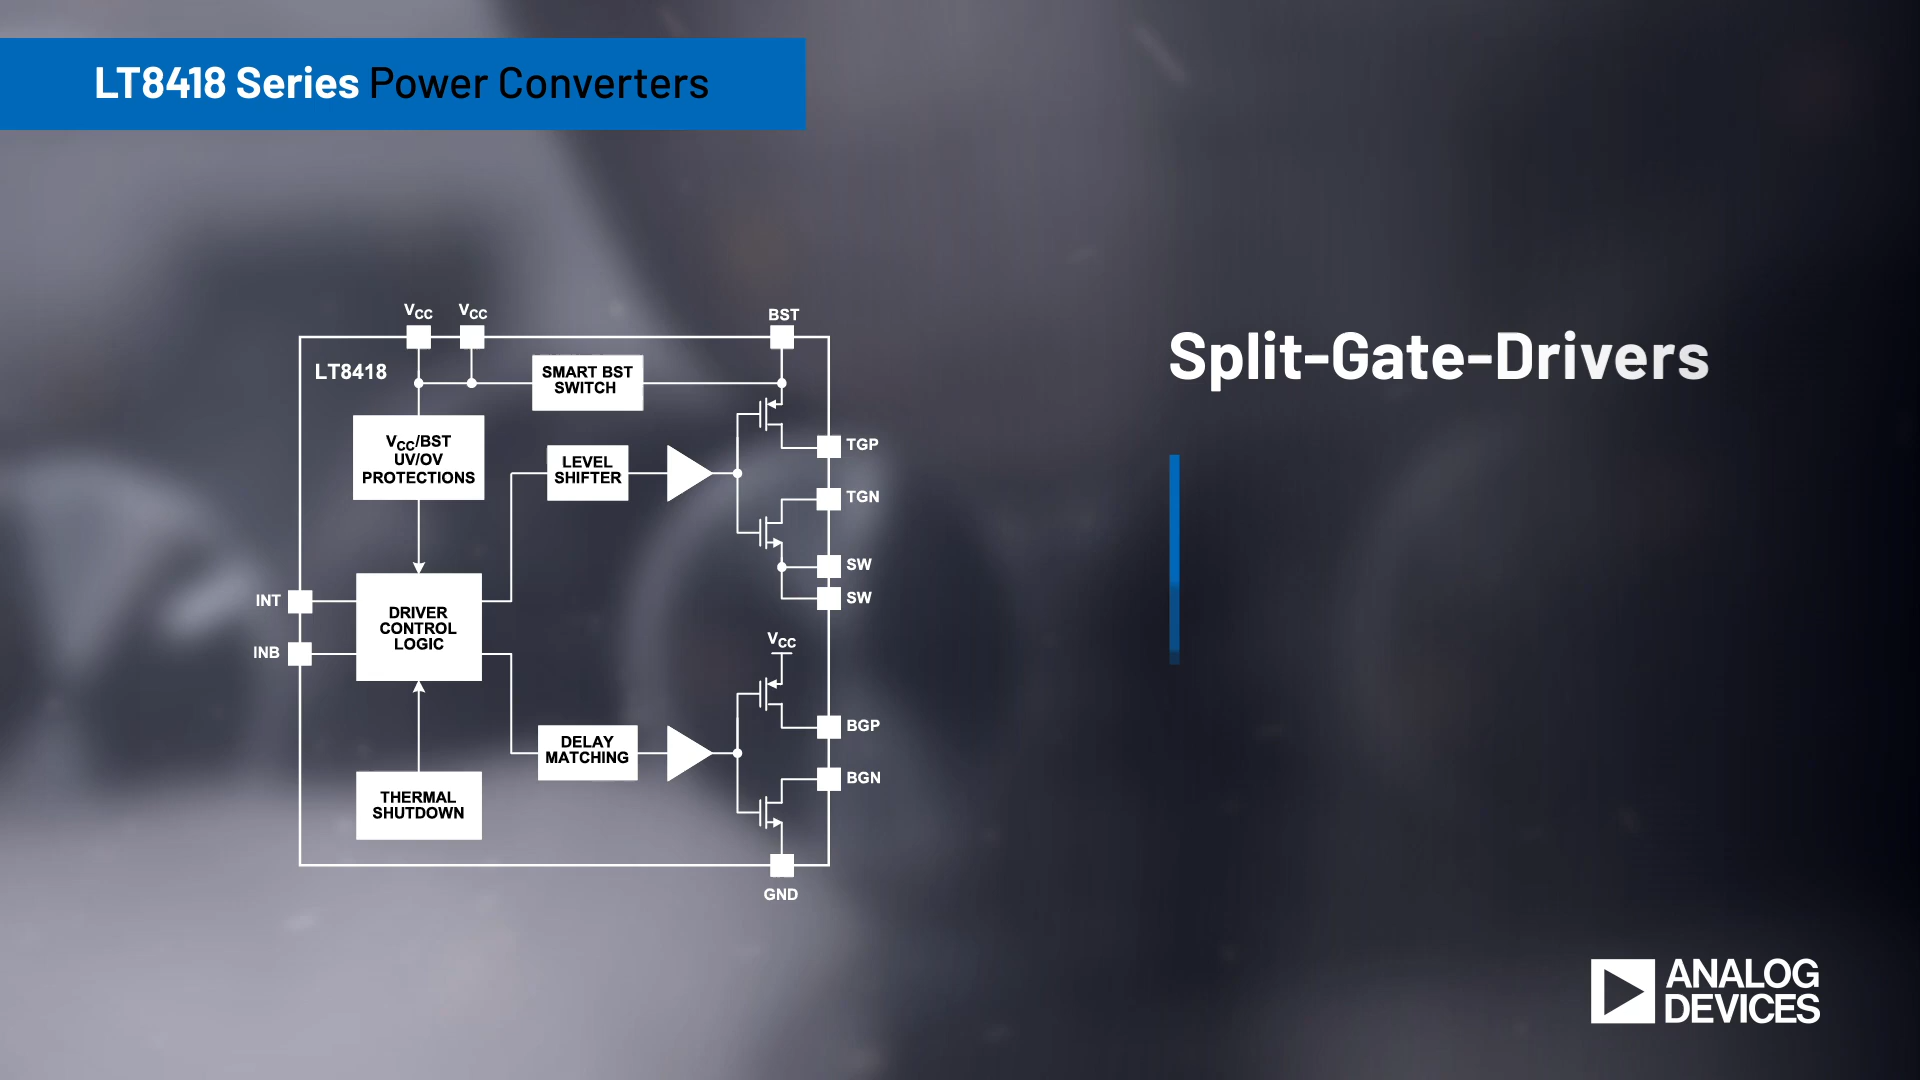 LT8418 Series Power Converters
VCC VCC BST
LT8418
SMART BST
SWITCH
VCC/BST
UV/OV
PROTECTIONS
LEVEL
SHIFTER
TGP
TGN
SW
SW
INT
INB
DRIVER
CONTROL
LOGIC
VCC
BGP
BGN
DELAY
MATCHING
THERMAL
SHUTDOWN
GND
Split-Gate-Drivers
ANALOG
DEVICES